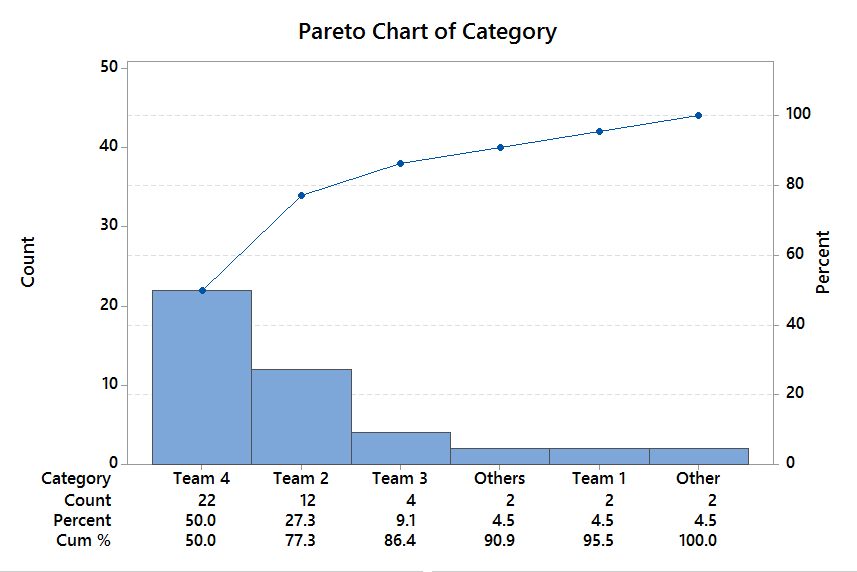 Pareto Chart of Category
50
40
30
20
10
0
Count
100
80
60
40
20
0
Percent
Category Team 4 Team 2 Team 3 Others Team 1 Other
Count 22 12 4 2 2 2
Percent 50.0 27.3 9.1 4.5 4.5 4.5
Cum % 50.0 77.3 86.4 90.9 95.5 100.0